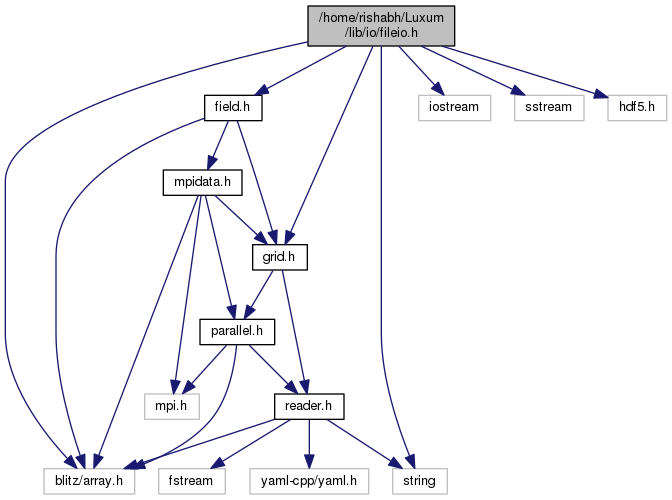 /home/rishabh/Luxum
/lib/io/fileio.h
field.h
iostream
sstream
hdf5.h
mpidata.h
grid.h
parallel.h
mpi.h
reader.h
blitz/array.h
fstream
yaml-cpp/yaml.h
string